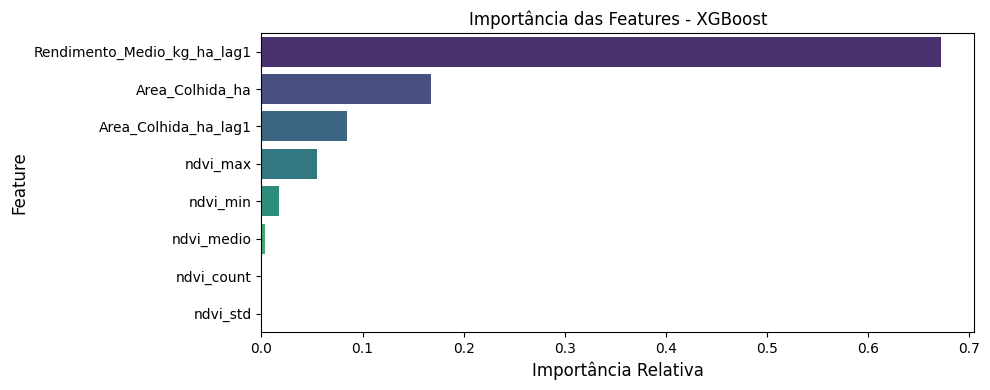 Importância das Features - XGBoost
Feature
Rendimento_Medio_kg_ha_lag1
Area_Colhida_ha
Area_Colhida_ha_lag1
ndvi_max
ndvi_min
ndvi_medio
ndvi_count
ndvi_std
0.0 0.1 0.2 0.3 0.4 0.5 0.6 0.7
Importância Relativa